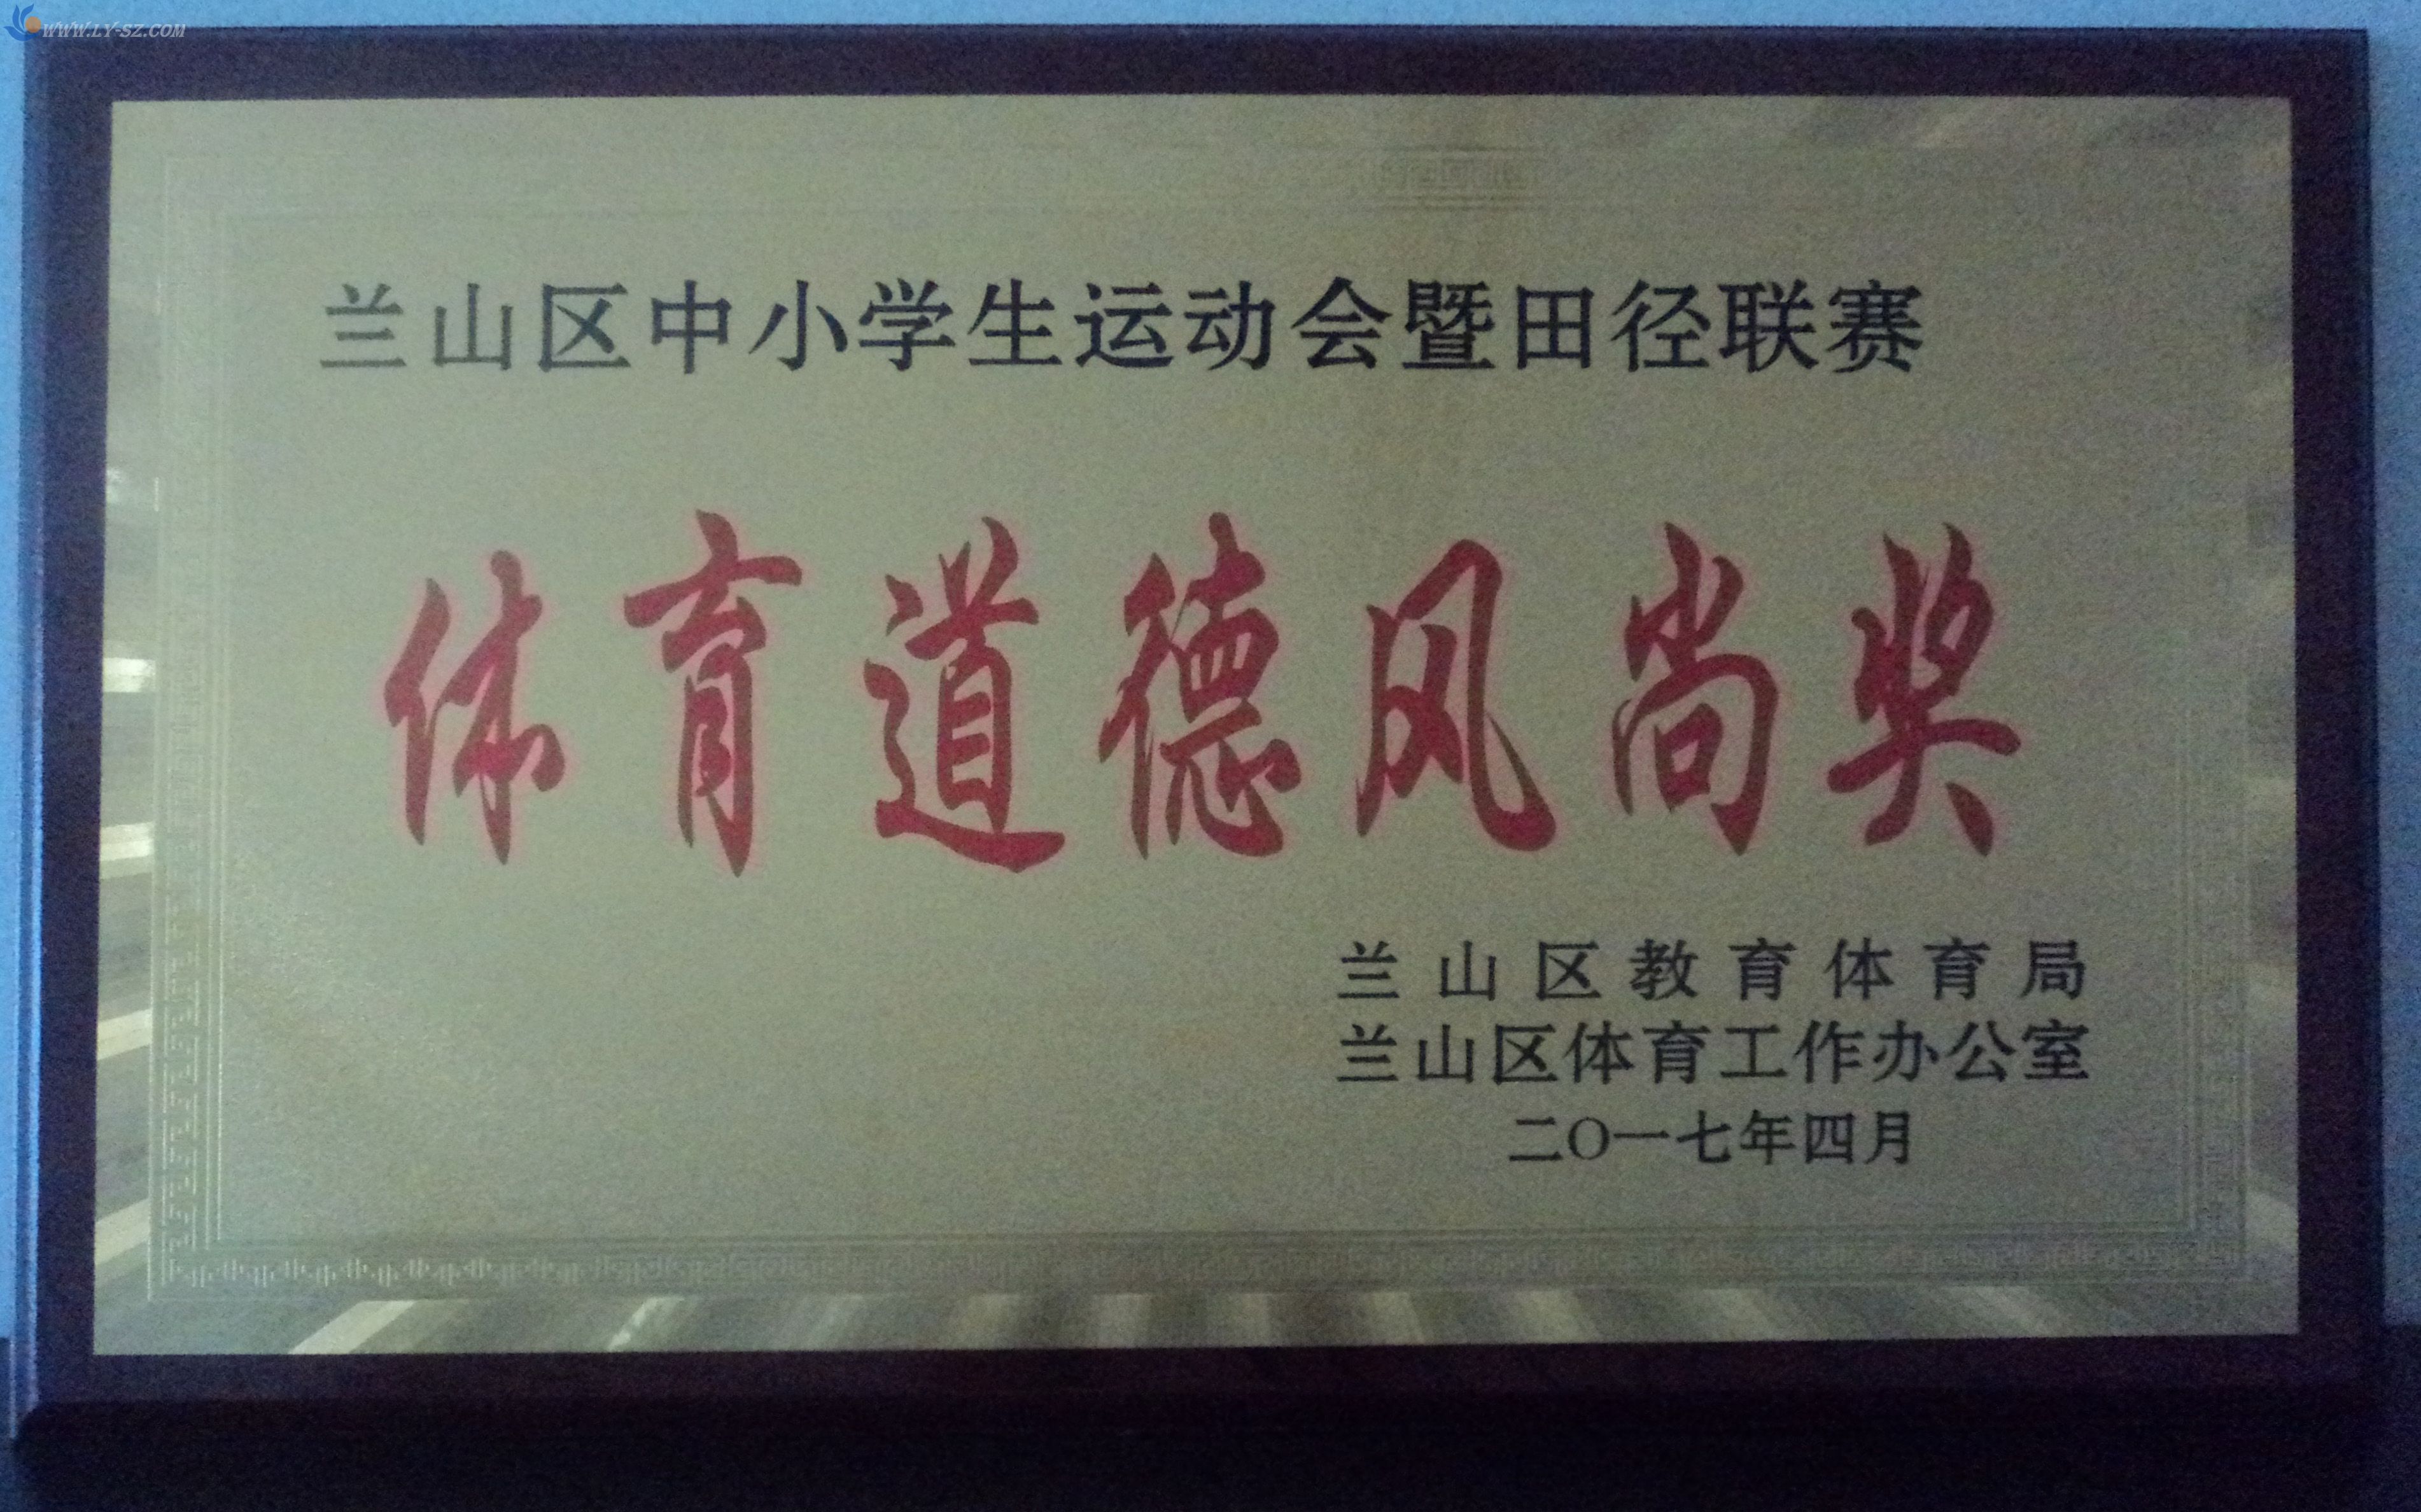 WWW.LY-SZ.COM
兰山区中小学生运动会暨田径联赛
体育道德风尚奖
兰山区教育体育局
兰山区体育工作办公室
二〇一七年四月